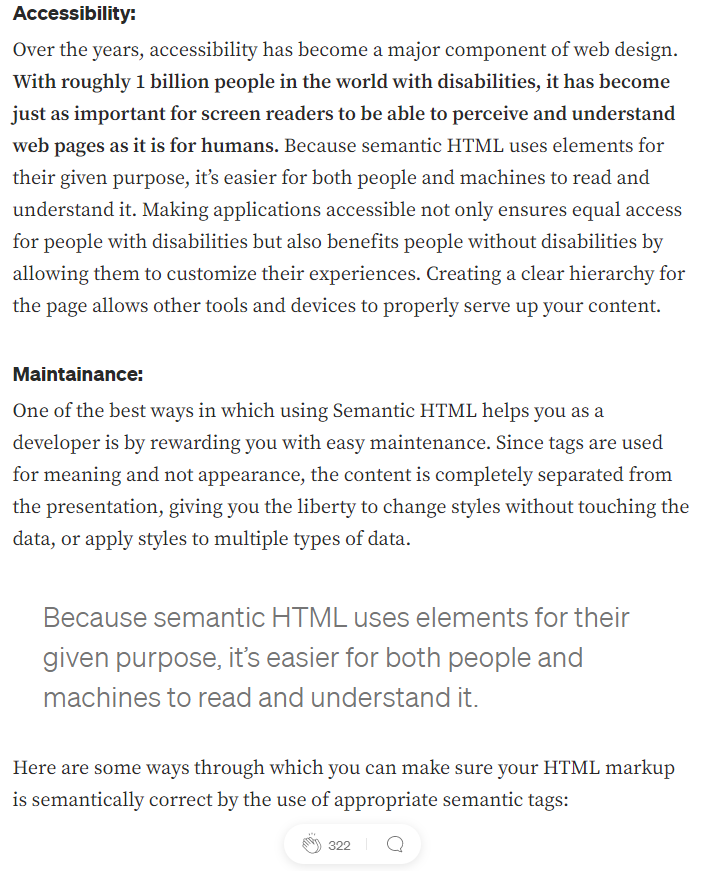 Accessibility:
Over the years, accessibility has become a major component of web design.
With roughly 1 billion people in the world with disabilities, it has become
just as important for screen readers to be able to perceive and understand
web pages as it is for humans. Because semantic HTML uses elements for
their given purpose, it’s easier for both people and machines to read and
understand it. Making applications accessible not only ensures equal access
for people with disabilities but also benefits people without disabilities by
allowing them to customize their experiences. Creating a clear hierarchy for
the page allows other tools and devices to properly serve up your content.
Maintainance:
One of the best ways in which using Semantic HTML helps you as a
developer is by rewarding you with easy maintenance. Since tags are used
for meaning and not appearance, the content is completely separated from
the presentation, giving you the liberty to change styles without touching the
data, or apply styles to multiple types of data.
Because semantic HTML uses elements for their
given purpose, it’s easier for both people and
machines to read and understand it.
Here are some ways through which you can make sure your HTML markup
is semantically correct by the use of appropriate semantic tags:
322